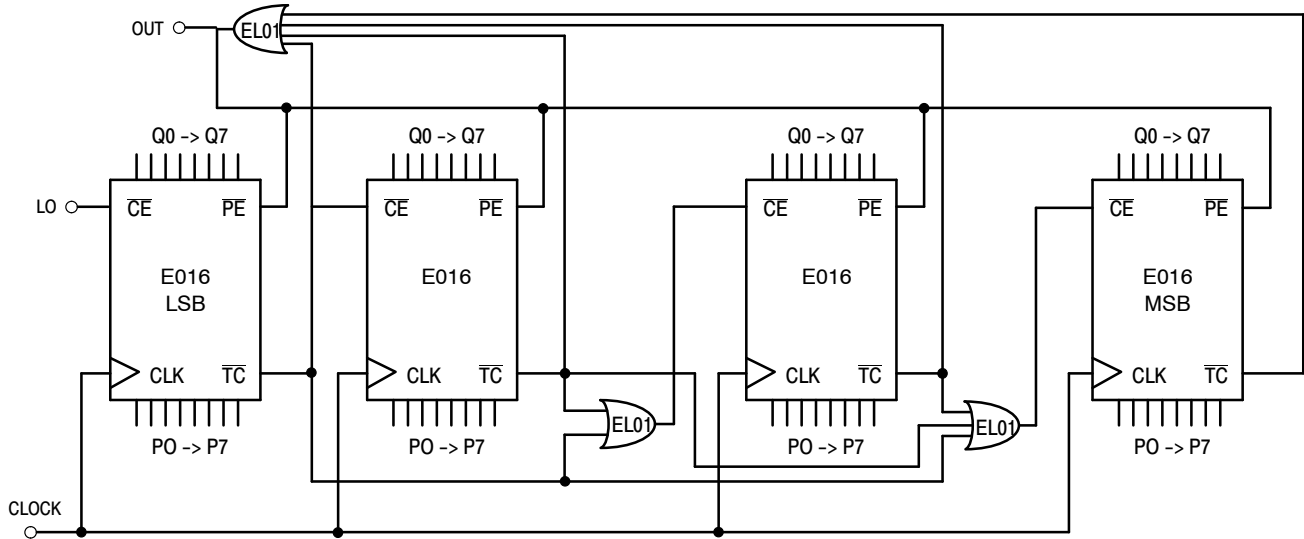 OUT
EL01
Q0 -> Q7
Q0 -> Q7
Q0 -> Q7
Q0 -> Q7
LO
CE PE
CE PE
CE PE
CE PE
E016
LSB
E016
E016
E016
MSB
CLK TC
CLK TC
CLK TC
CLK TC
EL01
EL01
PO -> P7
PO -> P7
PO -> P7
PO -> P7
CLOCK